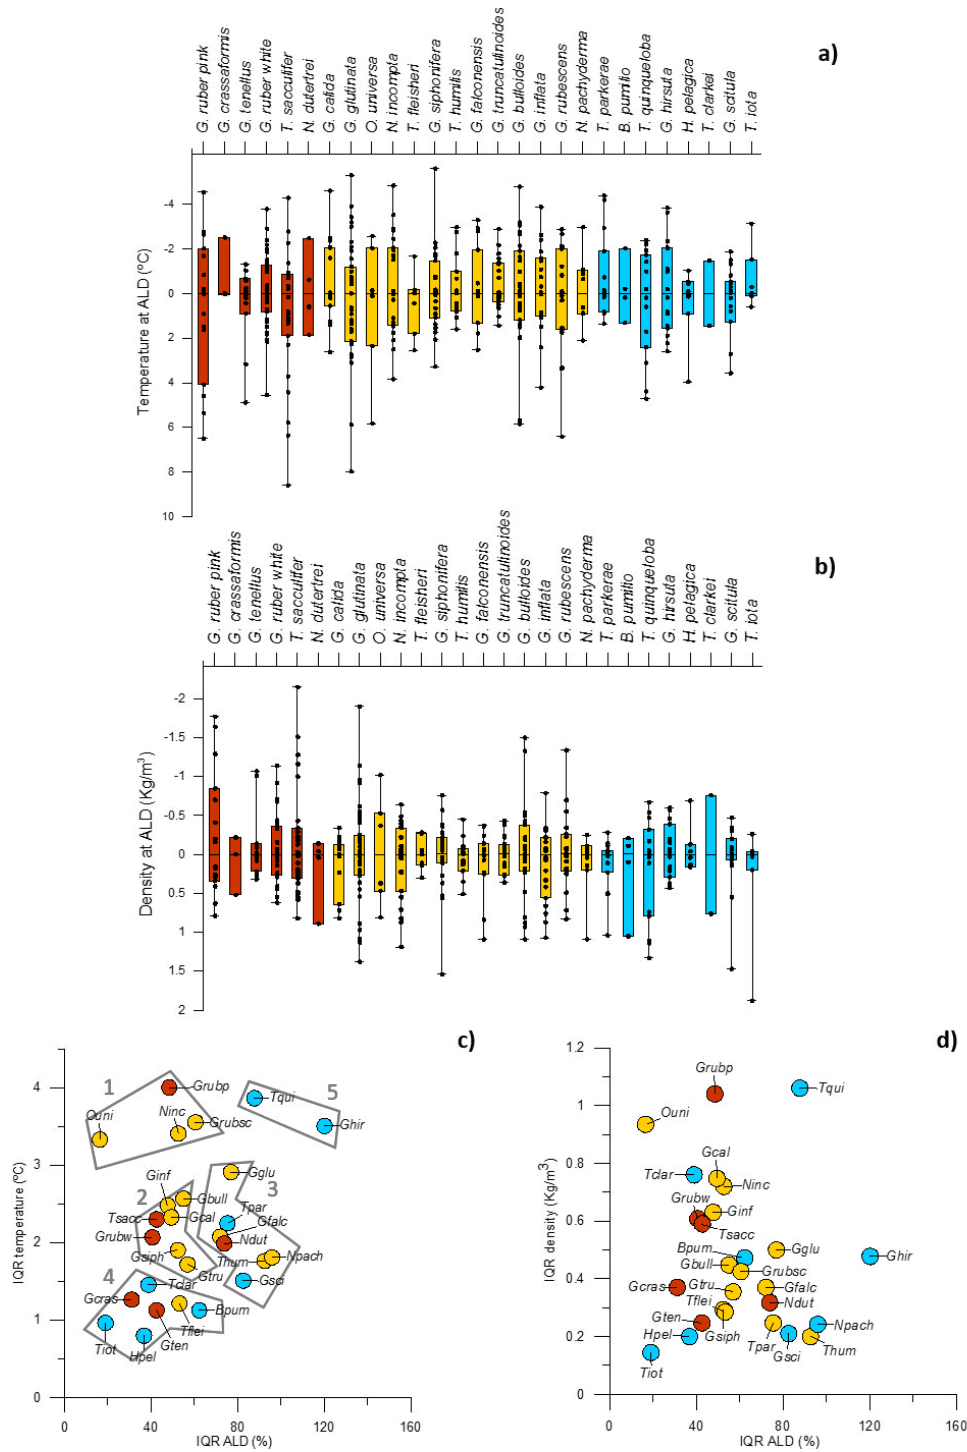 a)
G. ruber pink
G. crassaformis
G. tenellus
G. ruber white
T. sacculifer
N. dutertrei
G. calida
G. glutinata
O. universa
N. incompta
T. fleisheri
G. siphonifera
T. humilis
G. falconensis
G. truncatulinoides
G. bulloides
G. inflata
G. rubescens
N. pachyderma
T. parkerae
B. pumilio
T. quinqueloba
G. hirsuta
H. pelagica
T. clarkei
G. scitula
T. iota
Temperature at ALD (ºC)
-4
-2
0
2
4
6
8
10
b)
G. ruber pink
G. crassaformis
G. tenellus
G. ruber white
T. sacculifer
N. dutertrei
G. calida
G. glutinata
O. universa
N. incompta
T. fleisheri
G. siphonifera
T. humilis
G. falconensis
G. truncatulinoides
G. bulloides
G. inflata
G. rubescens
N. pachyderma
T. parkerae
B. pumilio
T. quinqueloba
G. hirsuta
H. pelagica
T. clarkei
G. scitula
T. iota
Density at ALD (Kg/m³)
-2
-1.5
-1
-0.5
0
0.5
1
1.5
2
c)
IQR temperature (ºC)
4
3
2
1
0
1
5
Grubp
Tqui
Ouni
Ninc
Grubsc
Ghir
Gglu
Ginf
3
2
Gbull
Tpar
Tsacc
Gcal
Gfalc
Grubw
Ndut
Gsiph
Thum
Npach
4
Tclar
Gtru
Gsci
Gcras
Bpum
Tflei
Tiot
Hpel
Gten
0
40
80
120
160
IQR ALD (%)
d)
IQR density (Kg/m³)
1.2
1
0.8
0.6
0.4
0.2
0
Grubp
Tqui
Ouni
Gcal
Tclar
Ninc
Grubw
Ginf
Tsacc
Bpum
Gglu
Ghir
Gbull
Grubsc
Gcras
Gtru
Gfalc
Tflei
Ndut
Gten
Npach
Hpel
Gsiph
Tpar
Gsci
Thum
Tiot
0
40
80
120
160
IQR ALD (%)